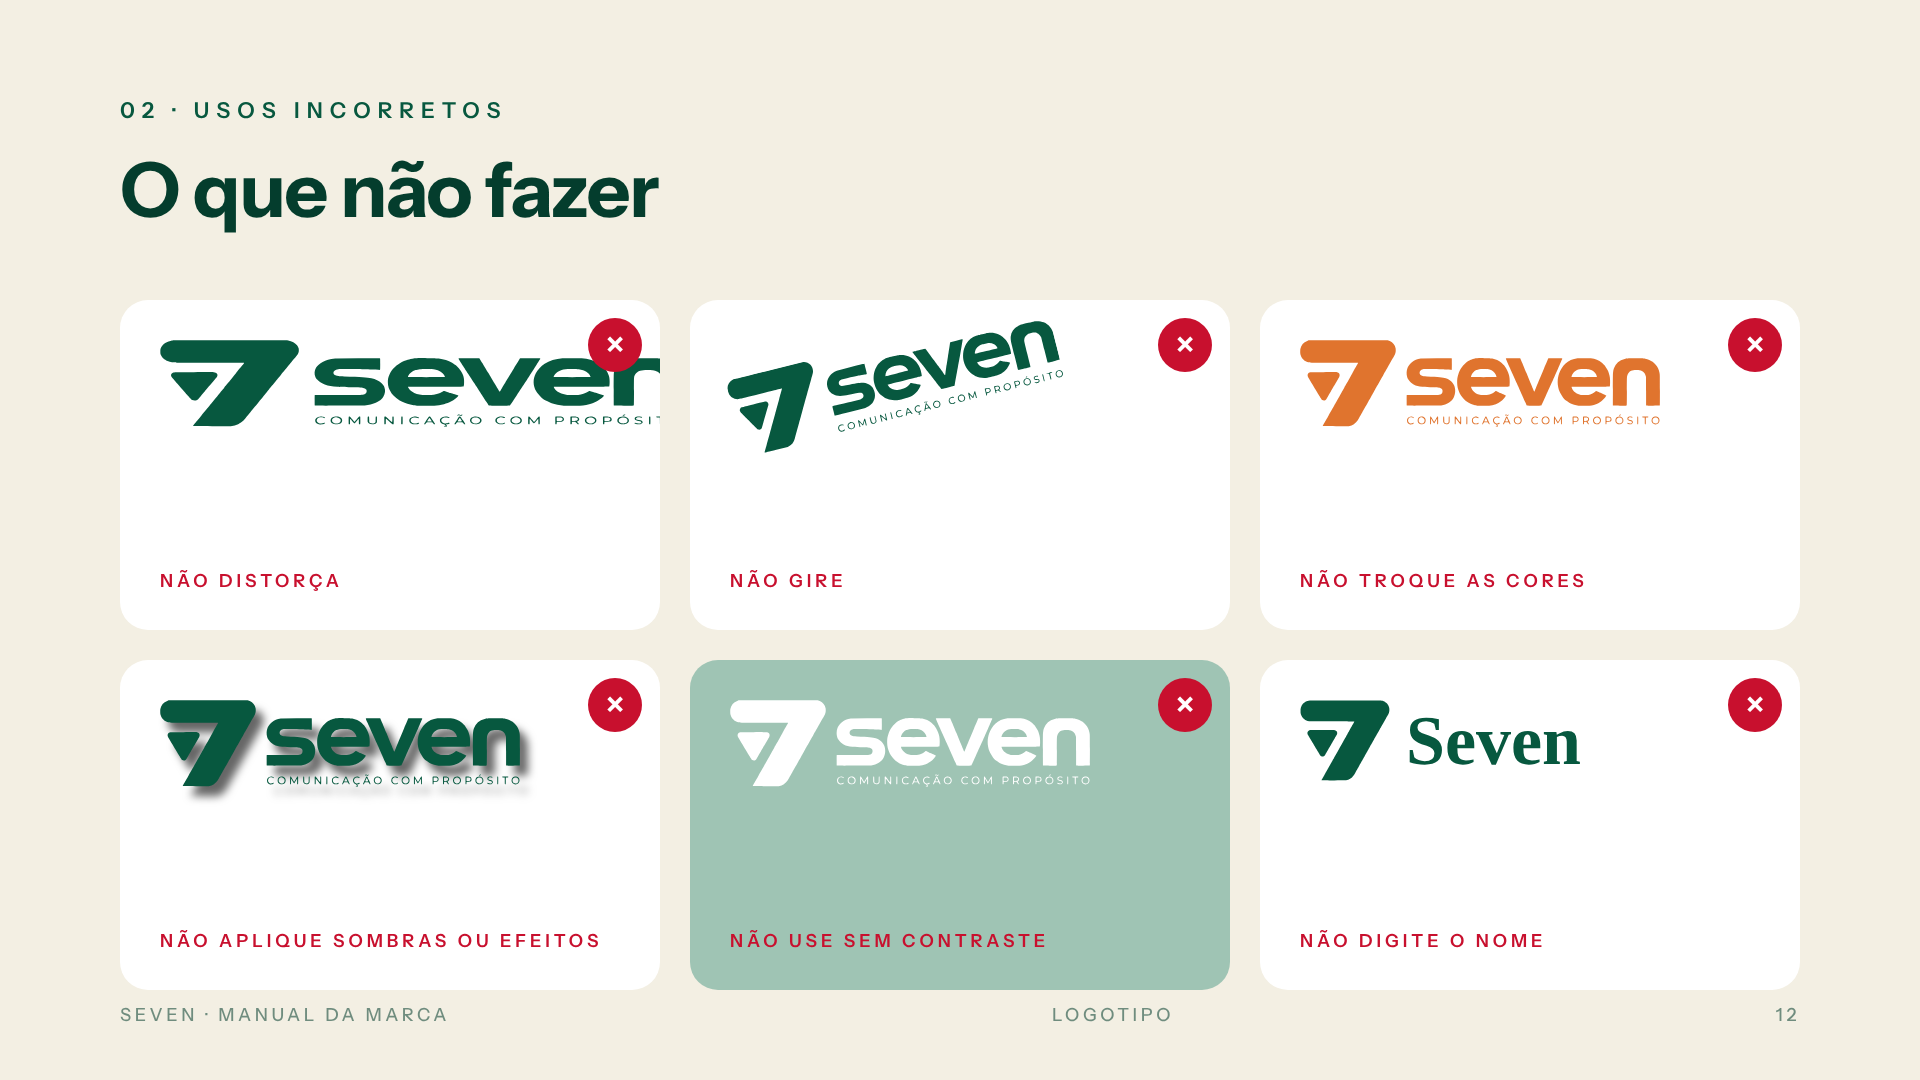 02 · USOS INCORRETOS
O que não fazer
seven
COMUNICAÇÃO COM PROPÓSIT
NÃO DISTORÇA
seven
COMUNICAÇÃO COM PROPÓSITO
NÃO GIRE
seven
COMUNICAÇÃO COM PROPÓSITO
NÃO TROQUE AS CORES
seven
COMUNICAÇÃO COM PROPÓSITO
NÃO APLIQUE SOMBRAS OU EFEITOS
seven
COMUNICAÇÃO COM PROPÓSITO
NÃO USE SEM CONTRASTE
Seven
NÃO DIGITE O NOME
SEVEN · MANUAL DA MARCA
LOGOTIPO
12